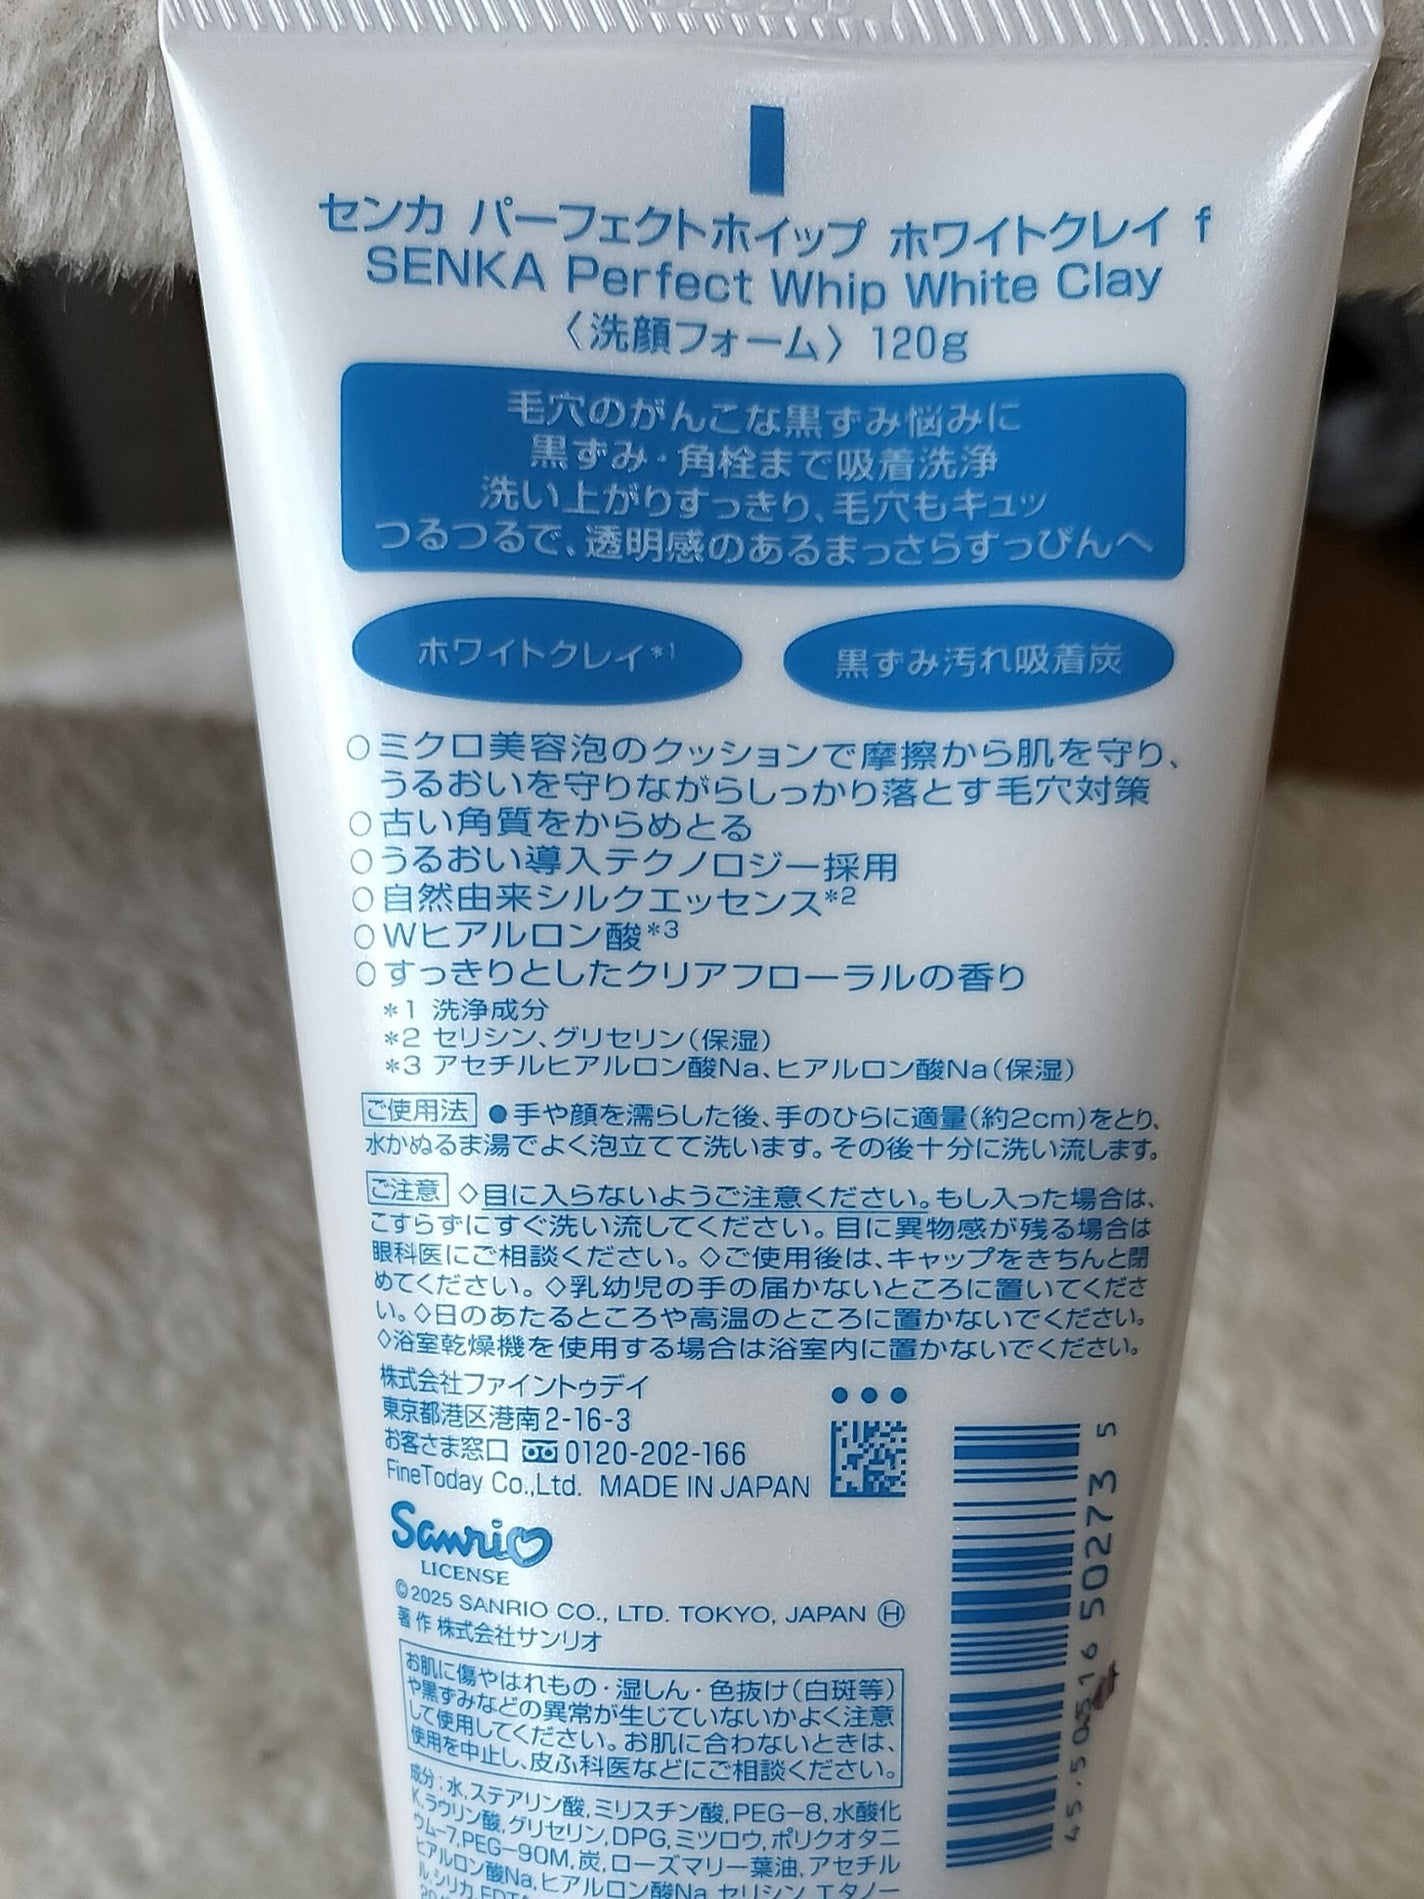 センカ パーフェクトホイップ ホワイトクレイ f
SENKA Perfect Whip White Clay
〈洗顔フォーム〉120g
毛穴のがんこな黒ずみ悩みに
黒ずみ・角栓まで吸着洗浄
洗い上がりすっきり、毛穴もキュッ
つるつるで、透明感のあるまっさらすっぴんへ
ホワイトクレイ*1
黒ずみ汚れ吸着炭
○ミクロ美容泡のクッションで摩擦から肌を守り、
うるおいを守りながらしっかり落とす毛穴対策
○古い角質をからめとる
○うるおい導入テクノロジー採用
○自然由来シルクエッセンス*2
○Wヒアルロン酸*3
○すっきりとしたクリアフローラルの香り
*1 洗浄成分
*2 セリシン、グリセリン(保湿)
*3 アセチルヒアルロン酸Na、ヒアルロン酸Na(保湿)
ご使用法 ●手や顔を濡らした後、手のひらに適量(約2cm)をとり、
水かぬるま湯でよく泡立てて洗います。その後十分に洗い流します。
ご注意 ◇目に入らないようご注意ください。もし入った場合は、
こすらずにすぐ洗い流してください。目に異物感が残る場合は
眼科医にご相談ください。◇ご使用後は、キャップをきちんと閉
めてください。◇乳幼児の手の届かないところに置いてくださ
い。◇日のあたるところや高温のところに置かないでください。
◇浴室乾燥機を使用する場合は浴室内に置かないでください。
株式会社ファイントゥデイ
東京都港区港南2-16-3
お客さま窓口 0120-202-166
FineToday Co.,Ltd. MADE IN JAPAN
Sanrio
LICENSE
©2025 SANRIO CO., LTD. TOKYO, JAPAN Ⓗ
著作 株式会社サンリオ
お肌に傷やはれもの・湿しん・色抜け(白斑等)
や黒ずみなどの異常が生じていないかよく注意
して使用してください。お肌に合わないときは、
使用を中止し、皮ふ科医などにご相談ください。
成分:水,ステアリン酸,ミリスチン酸,PEG-8,水酸化
K,ラウリン酸,グリセリン,DPG,ミツロウ,ポリクオタニ
ウム-7,PEG-90M,炭,ローズマリー葉油,アセチル
ヒアルロン酸Na,ヒアルロン酸Na,セリシン,エタノー
ル,シリカ,EDTA
4 550516 502735